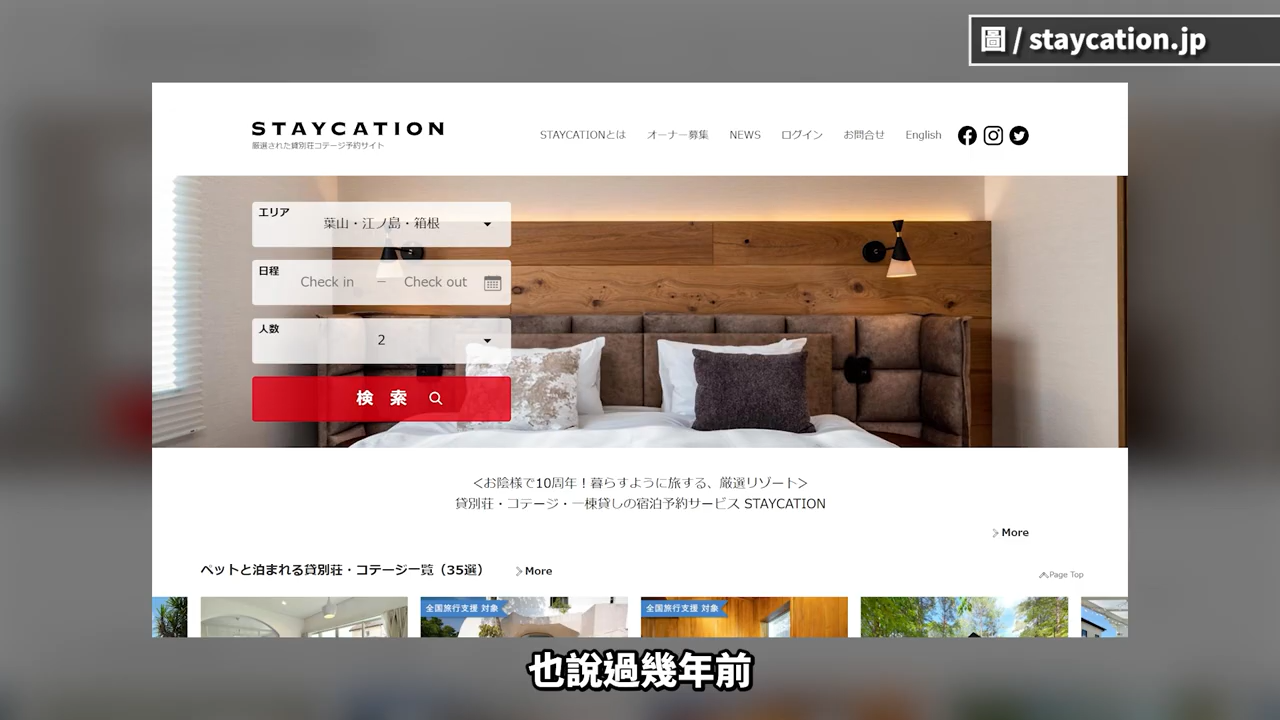 圖 / staycation.jp
STAYCATION
厳選された貸別荘コテージ予約サイト
STAYCATIONとは オーナー募集 NEWS ログイン お問合せ English
エリア
葉山・江ノ島・箱根
日程
Check in － Check out
人数
2
検 索
<お陰様で10周年！暮らすように旅する、厳選リゾート>
貸別荘・コテージ・一棟貸しの宿泊予約サービス STAYCATION
More
ペットと泊まれる貸別荘・コテージ一覧（35選） More
Page Top
全国旅行支援 対象 全国旅行支援 対象
也說過幾年前